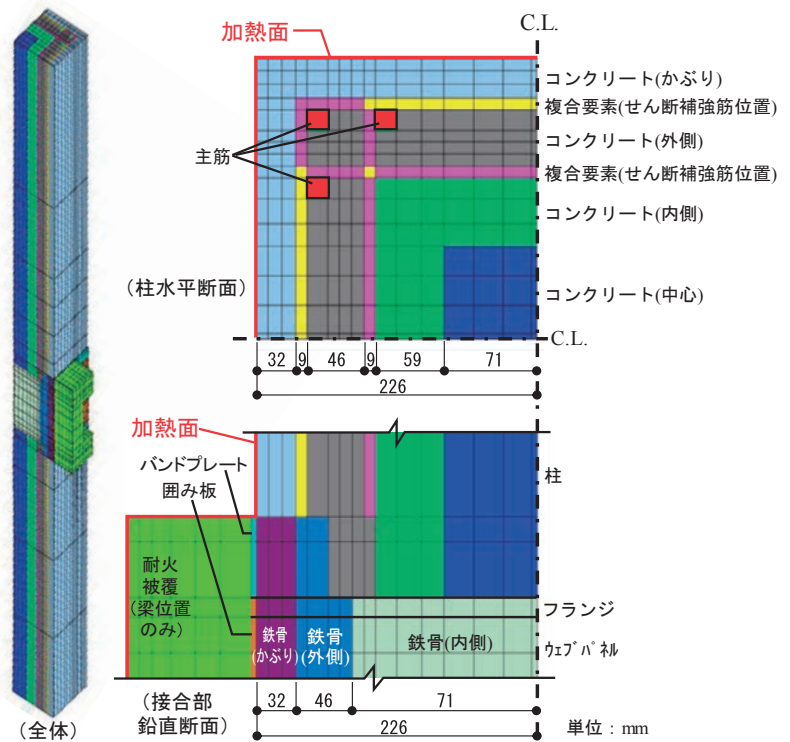 C.L.
加熱面
コンクリート(かぶり)
複合要素(せん断補強筋位置)
コンクリート(外側)
主筋
複合要素(せん断補強筋位置)
コンクリート(内側)
(柱水平断面)
コンクリート(中心)
C.L.
32 9 46 9 59 71
226
加熱面
バンドプレート
囲み板
柱
耐火
被覆
(梁位置
のみ)
フランジ
鉄骨
(かぶり)
鉄骨
(外側)
鉄骨(内側)
ウェブパネル
32 46 71
(接合部
鉛直断面)
226
単位:mm
(全体)